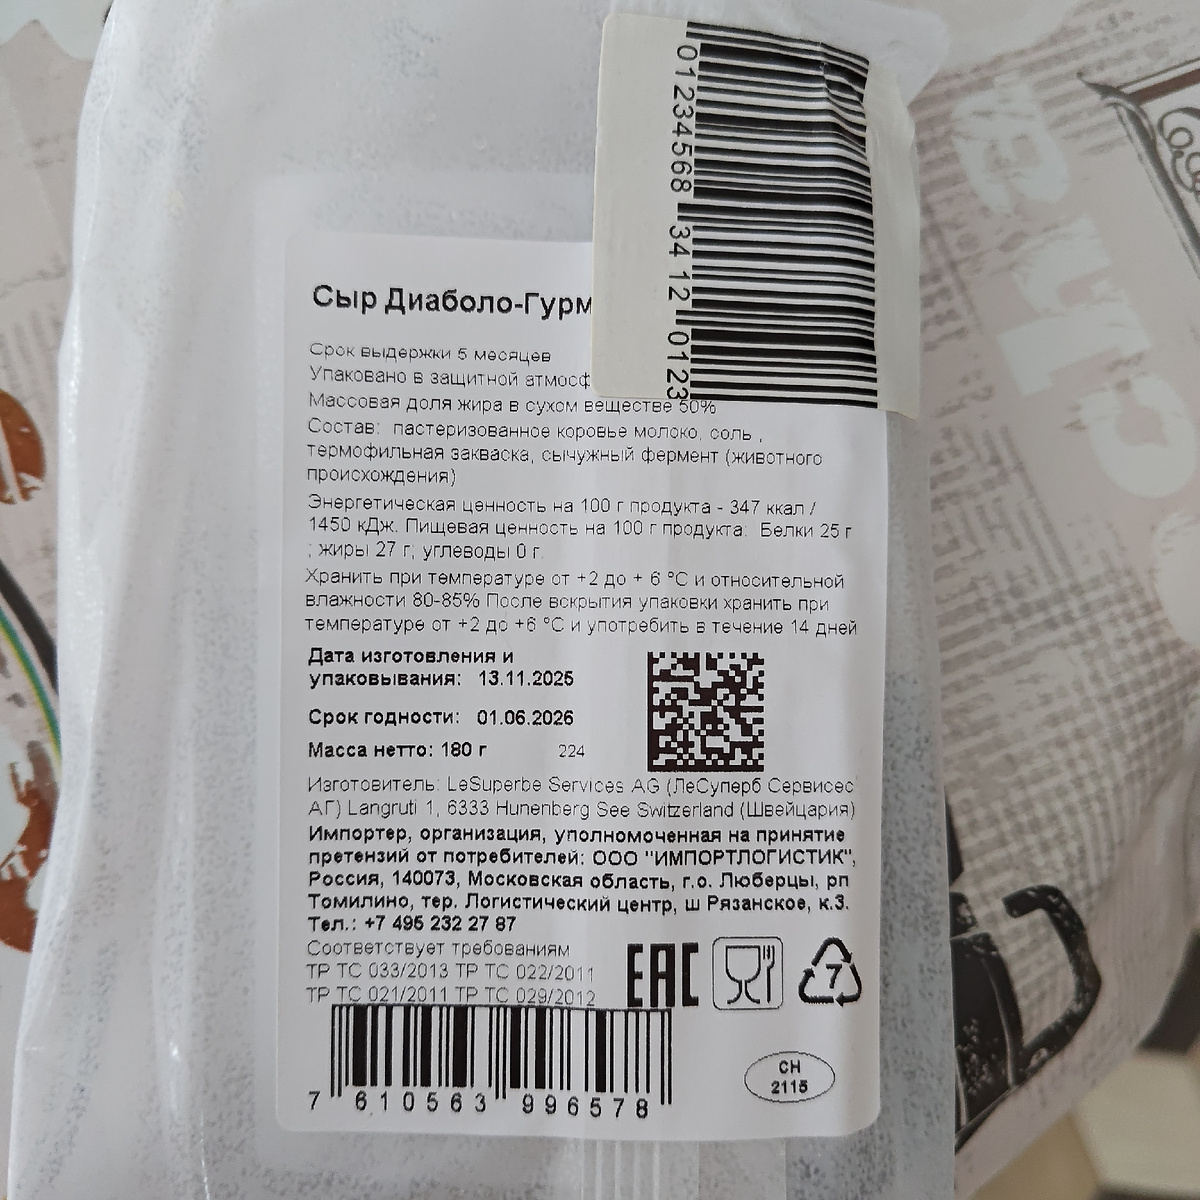 01234568 34 12 0123
Сыр Диаболо-Гурм
Срок выдержки 5 месяцев
Упаковано в защитной атмосф
Массовая доля жира в сухом веществе 50%
Состав: пастеризованное коровье молоко, соль ,
термофильная закваска, сычужный фермент (животного
происхождения)
Энергетическая ценность на 100 г продукта - 347 ккал /
1450 кДж. Пищевая ценность на 100 г продукта: Белки 25 г
; жиры 27 г; углеводы 0 г.
Хранить при температуре от +2 до + 6 °С и относительной
влажности 80-85% После вскрытия упаковки хранить при
температуре от +2 до +6 °С и употребить в течение 14 дней
Дата изготовления и
упаковывания: 13.11.2025
Срок годности: 01.06.2026
Масса нетто: 180 г 224
Изготовитель: LeSuperbe Services AG (ЛеСуперб Сервисес
АГ) Langruti 1, 6333 Hunenberg See Switzerland (Швейцария)
Импортер, организация, уполномоченная на принятие
претензий от потребителей: ООО "ИМПОРТЛОГИСТИК",
Россия, 140073, Московская область, г.о. Люберцы, рп
Томилино, тер. Логистический центр, ш Рязанское, к.3.
Тел.: +7 495 232 27 87
Соответствует требованиям
ТР ТС 033/2013 ТР ТС 022/2011
ТР ТС 021/2011 ТР ТС 029/2012
ЕАС
7
7 610563 996578
CH
2115